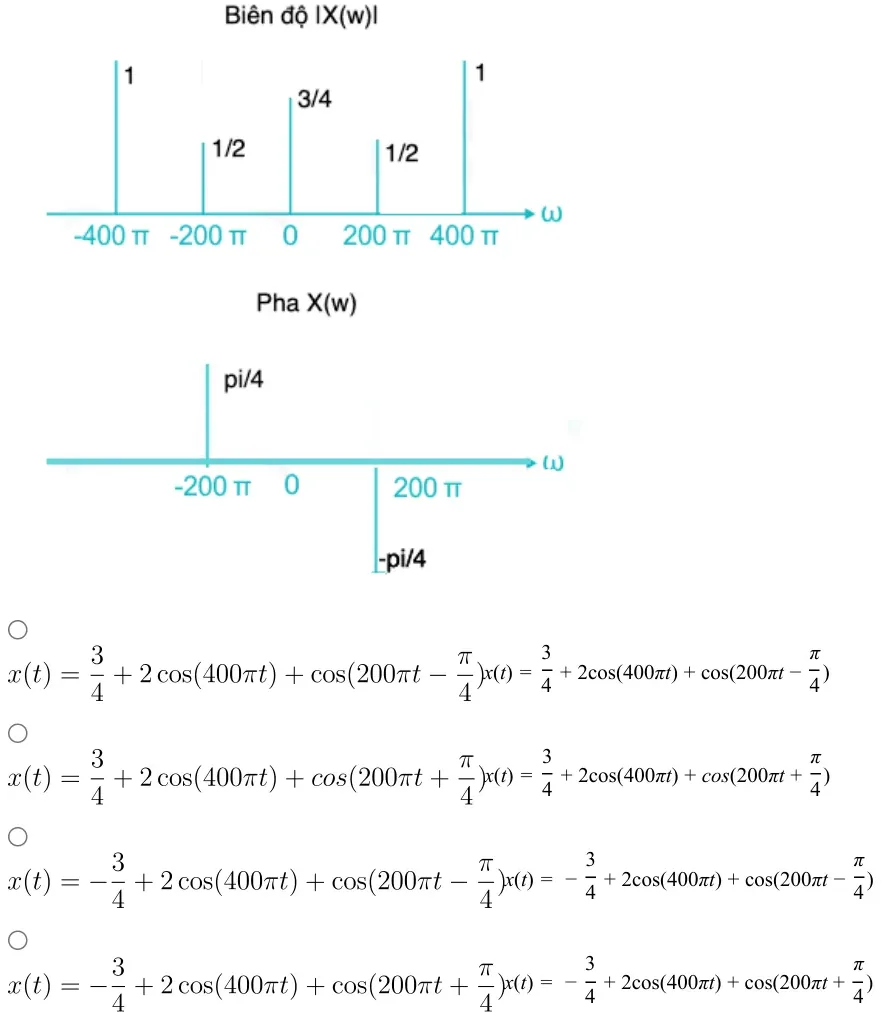 Biên độ |X(w)|
1
1
3/4
1/2
1/2
ω
-400 π -200 π 0 200 π 400 π
Pha X(w)
pi/4
ω
-200 π 0 200 π
-pi/4
x(t) = 3/4 + 2 cos(400πt) + cos(200πt − π/4)x(t) = 3/4 + 2cos(400πt) + cos(200πt − π/4)
x(t) = 3/4 + 2 cos(400πt) + cos(200πt + π/4)x(t) = 3/4 + 2cos(400πt) + cos(200πt + π/4)
x(t) = −3/4 + 2 cos(400πt) + cos(200πt − π/4)x(t) = − 3/4 + 2cos(400πt) + cos(200πt − π/4)
x(t) = −3/4 + 2 cos(400πt) + cos(200πt + π/4)x(t) = − 3/4 + 2cos(400πt) + cos(200πt + π/4)